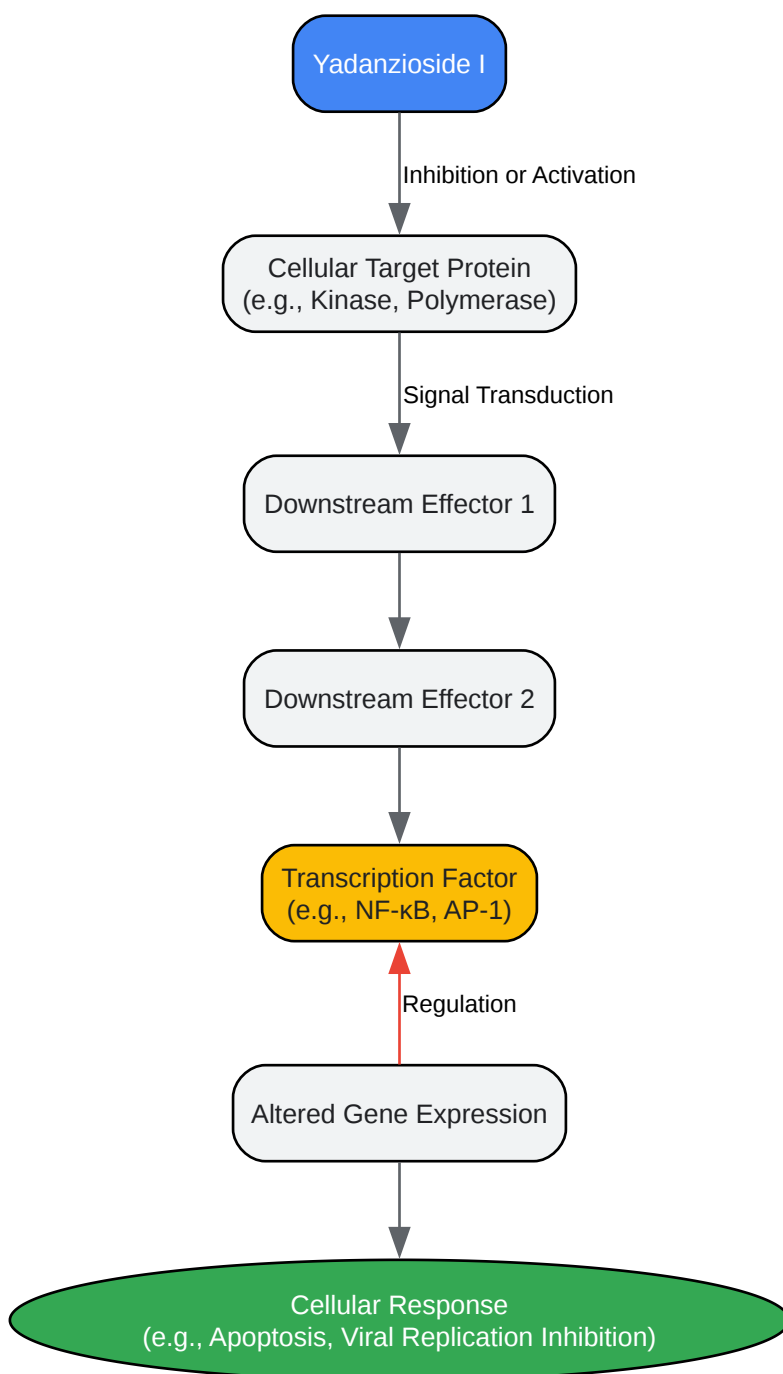 Yadanzioside I
Inhibition or Activation
Cellular Target Protein
(e.g., Kinase, Polymerase)
Signal Transduction
Downstream Effector 1
Downstream Effector 2
Transcription Factor
(e.g., NF-κB, AP-1)
Regulation
Altered Gene Expression
Cellular Response
(e.g., Apoptosis, Viral Replication Inhibition)